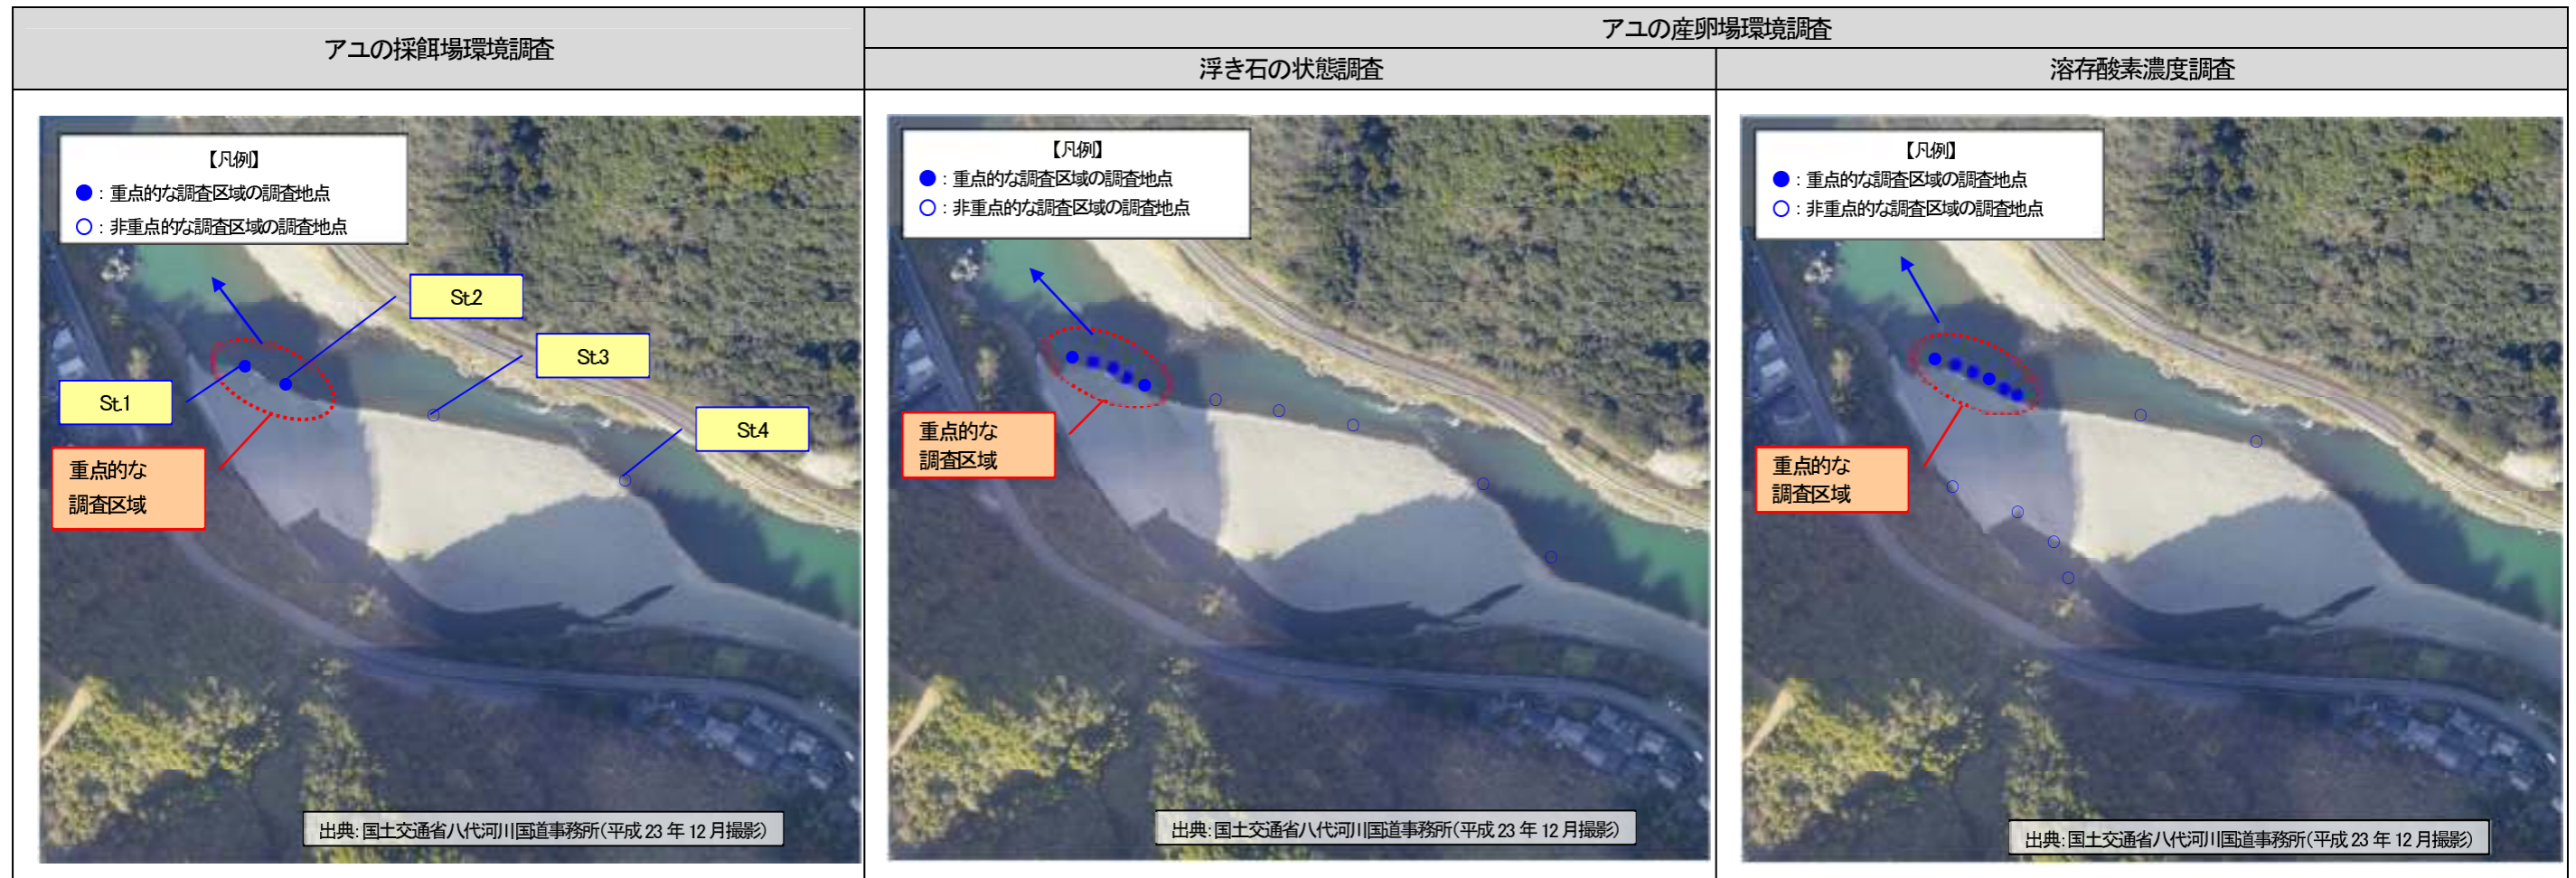 アユの採餌場環境調査
アユの産卵場環境調査
浮き石の状態調査
溶存酸素濃度調査
【凡例】
●：重点的な調査区域の調査地点
○：非重点的な調査区域の調査地点
St.2
St.3
St.1
St.4
重点的な
調査区域
出典:国土交通省八代河川国道事務所(平成23年12月撮影)
【凡例】
●：重点的な調査区域の調査地点
○：非重点的な調査区域の調査地点
重点的な
調査区域
出典:国土交通省八代河川国道事務所(平成23年12月撮影)
【凡例】
●：重点的な調査区域の調査地点
○：非重点的な調査区域の調査地点
重点的な
調査区域
出典:国土交通省八代河川国道事務所(平成23年12月撮影)